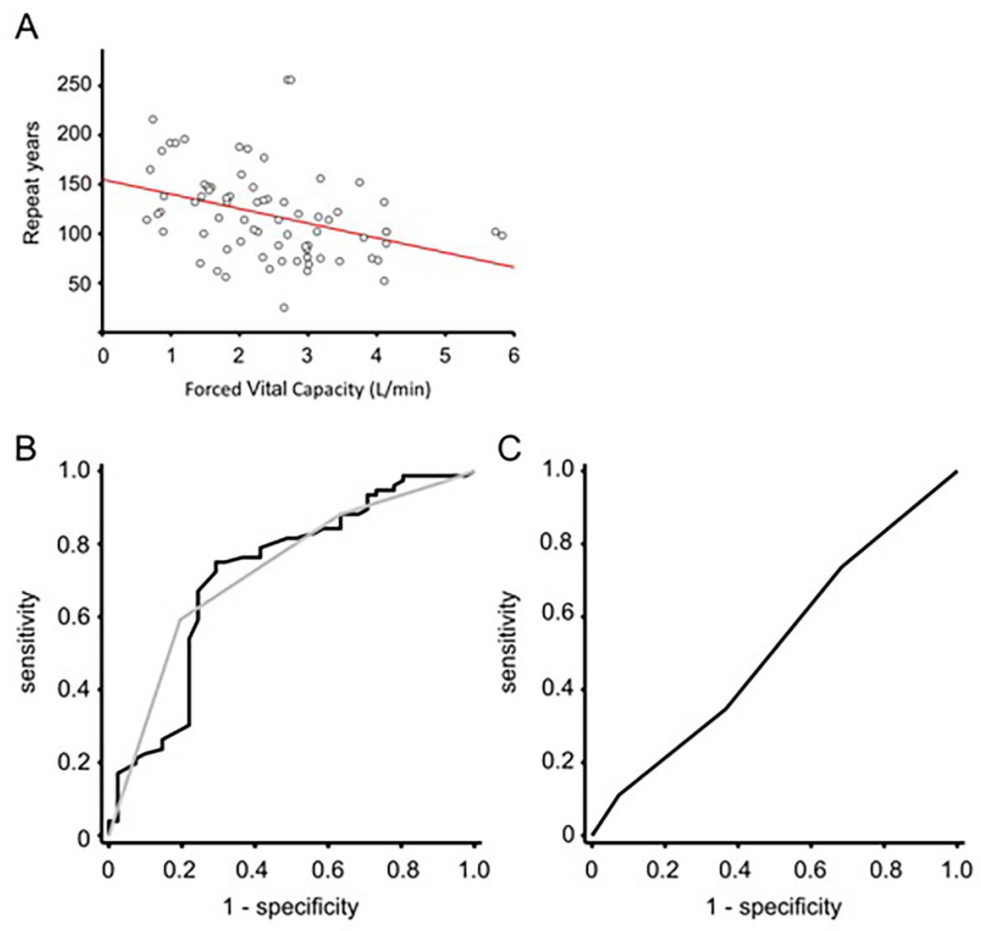 A
250
200
150
100
50
Repeat years
0 1 2 3 4 5 6
Forced Vital Capacity (L/min)
B
1.0
0.8
0.6
0.4
0.2
0
sensitivity
0 0.2 0.4 0.6 0.8 1.0
1 - specificity
C
1.0
0.8
0.6
0.4
0.2
0
sensitivity
0 0.2 0.4 0.6 0.8 1.0
1 - specificity